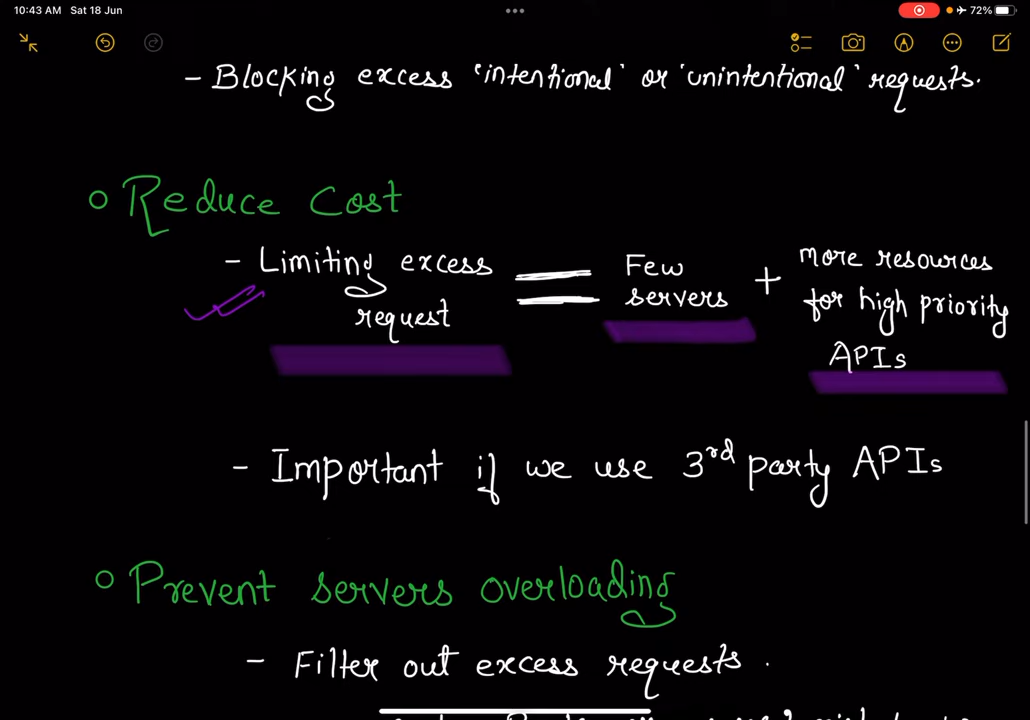 10:43 AM Sat 18 Jun
72%
- Blocking excess 'intentional' or 'unintentional' requests.
○ Reduce Cost
- Limiting excess request = Few servers + more resources for high priority APIs
- Important if we use 3rd party APIs
○ Prevent servers overloading
- Filter out excess requests.